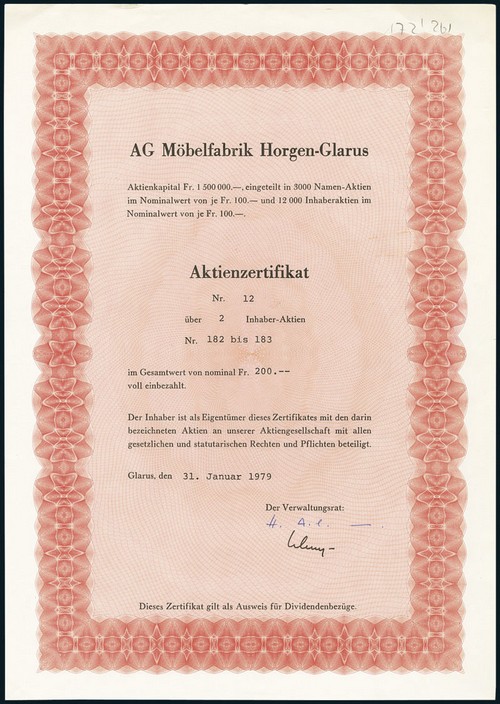 172'261
AG Möbelfabrik Horgen-Glarus
Aktienkapital Fr. 1 500 000.—, eingeteilt in 3000 Namen-Aktien
im Nominalwert von je Fr. 100.— und 12 000 Inhaberaktien im
Nominalwert von je Fr. 100.—.
Aktienzertifikat
Nr. 12
über 2 Inhaber-Aktien
Nr. 182 bis 183
im Gesamtwert von nominal Fr. 200.--
voll einbezahlt.
Der Inhaber ist als Eigentümer dieses Zertifikates mit den darin
bezeichneten Aktien an unserer Aktiengesellschaft mit allen
gesetzlichen und statutarischen Rechten und Pflichten beteiligt.
Glarus, den 31. Januar 1979
Der Verwaltungsrat:
Dieses Zertifikat gilt als Ausweis für Dividendenbezüge.